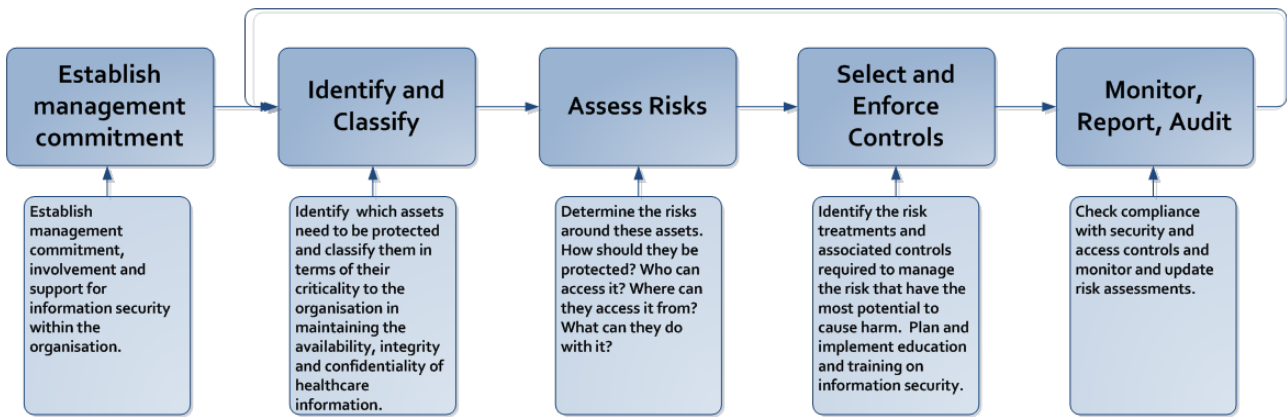 Establish
management
commitment
Identify and
Classify
Assess Risks
Select and
Enforce
Controls
Monitor,
Report, Audit
Establish
management
commitment,
involvement and
support for
information security
within the
organisation.
Identify which assets
need to be protected
and classify them in
terms of their
criticality to the
organisation in
maintaining the
availability, integrity
and confidentiality of
healthcare
information.
Determine the risks
around these assets.
How should they be
protected? Who can
access it? Where can
they access it from?
What can they do
with it?
Identify the risk
treatments and
associated controls
required to manage
the risk that have the
most potential to
cause harm. Plan and
implement education
and training on
information security.
Check compliance
with security and
access controls and
monitor and update
risk assessments.